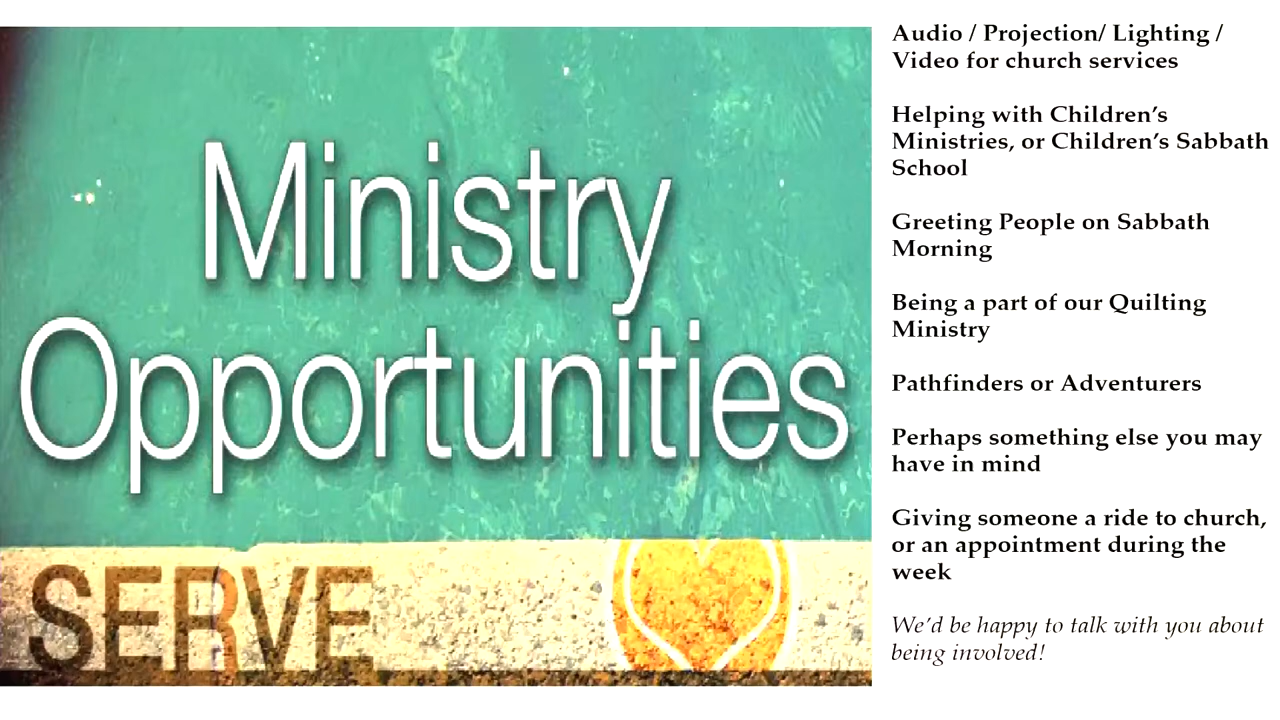 Ministry
Opportunities
SERVE
Audio / Projection/ Lighting /
Video for church services
Helping with Children’s
Ministries, or Children’s Sabbath
School
Greeting People on Sabbath
Morning
Being a part of our Quilting
Ministry
Pathfinders or Adventurers
Perhaps something else you may
have in mind
Giving someone a ride to church,
or an appointment during the
week
We’d be happy to talk with you about
being involved!